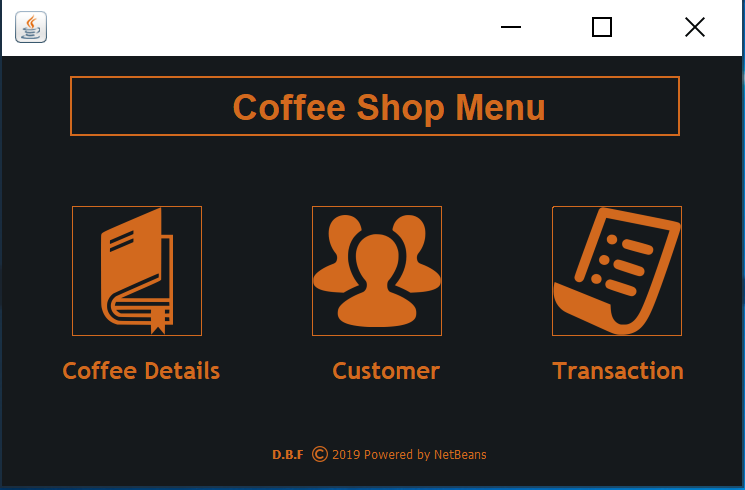 Coffee Shop Menu
Coffee Details
Customer
Transaction
D.B.F © 2019 Powered by NetBeans